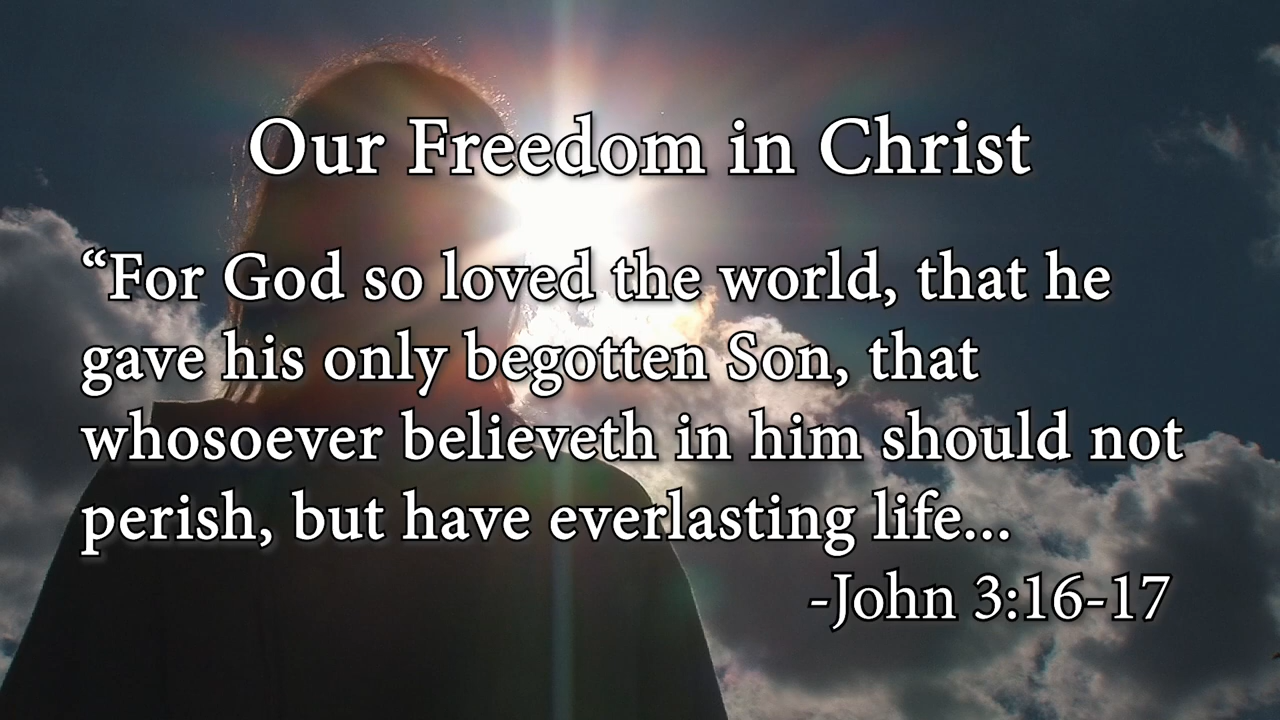 Our Freedom in Christ
“For God so loved the world, that he
gave his only begotten Son, that
whosoever believeth in him should not
perish, but have everlasting life...
-John 3:16-17